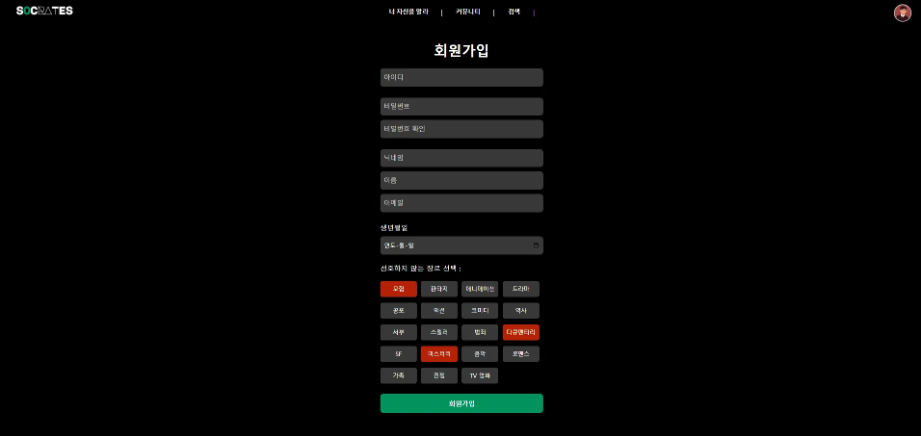 SOCRATES 너 자신을 알라 | 커뮤니티 | 검색 |
회원가입
아이디
비밀번호
비밀번호 확인
닉네임
이름
이메일
생년월일
연도-월-일
선호하지 않는 장르 선택 :
모험 판타지 애니메이션 드라마
공포 액션 코미디 역사
서부 스릴러 범죄 다큐멘터리
SF 미스터리 음악 로맨스
가족 전쟁 TV 영화
회원가입